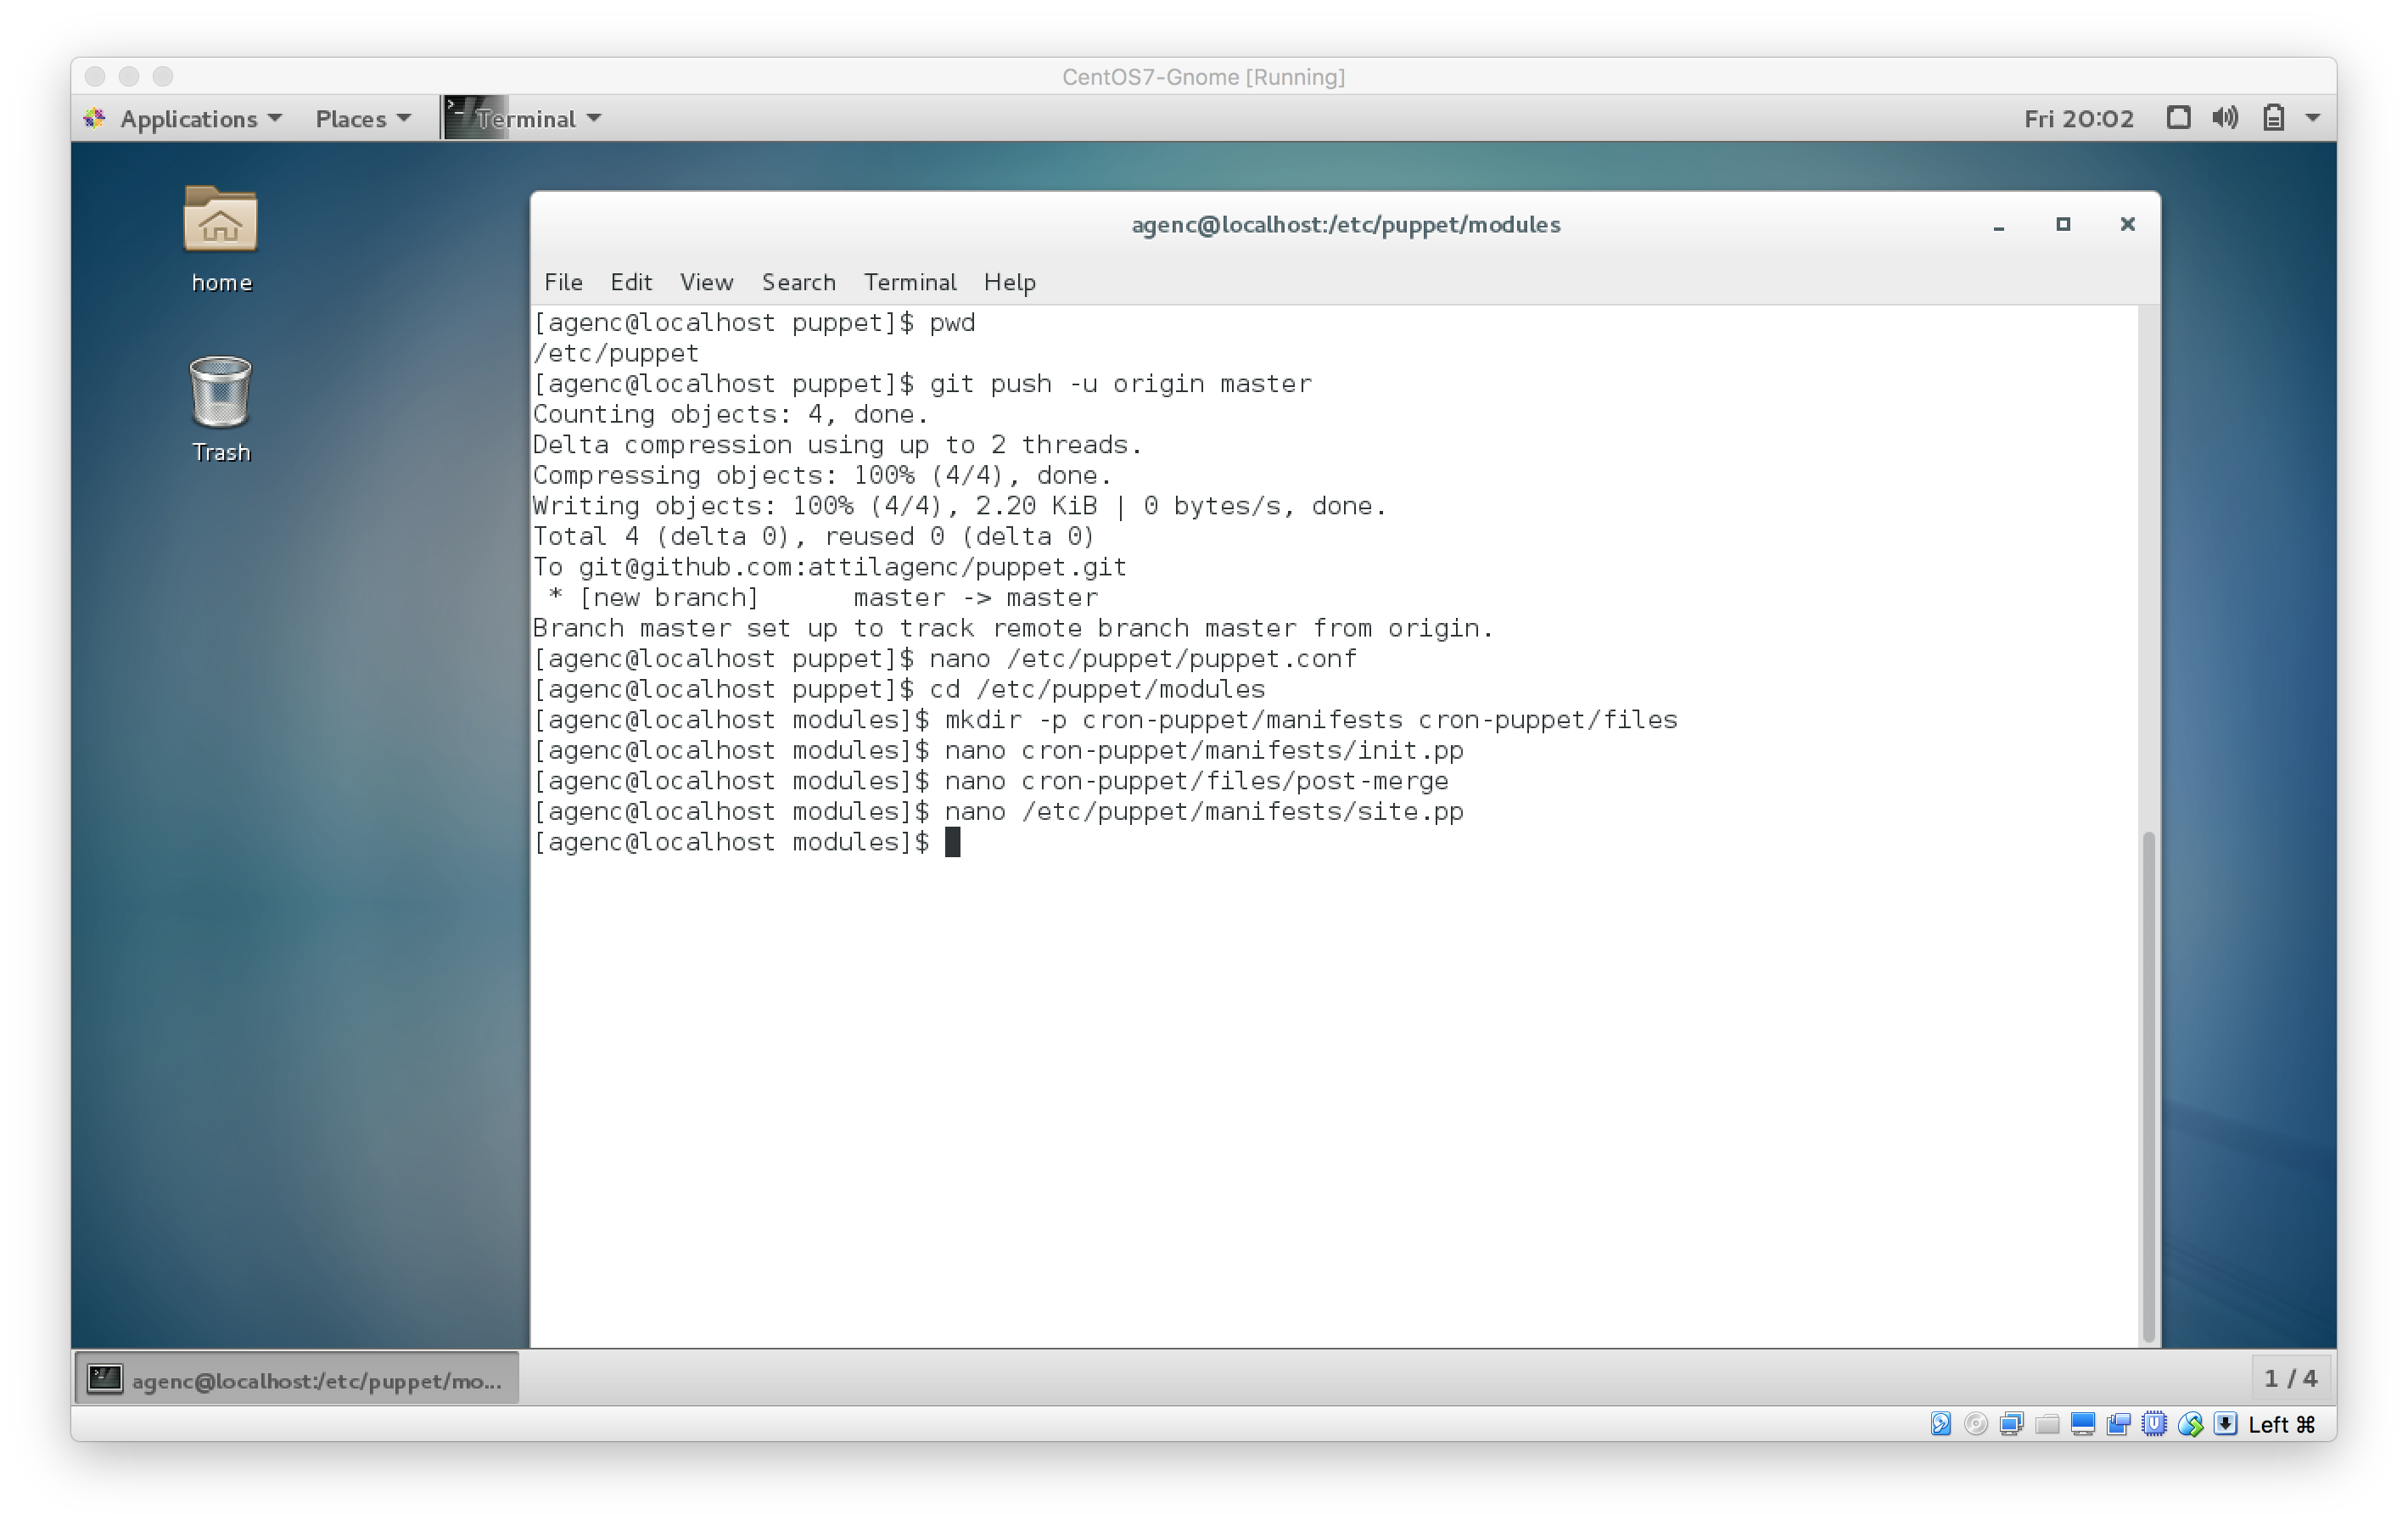 CentOS7-Gnome [Running]
Applications Places Terminal Fri 20:02
home
Trash
agenc@localhost:/etc/puppet/modules
File Edit View Search Terminal Help
[agenc@localhost puppet]$ pwd
/etc/puppet
[agenc@localhost puppet]$ git push -u origin master
Counting objects: 4, done.
Delta compression using up to 2 threads.
Compressing objects: 100% (4/4), done.
Writing objects: 100% (4/4), 2.20 KiB | 0 bytes/s, done.
Total 4 (delta 0), reused 0 (delta 0)
To git@github.com:attilagenc/puppet.git
 * [new branch]      master -> master
Branch master set up to track remote branch master from origin.
[agenc@localhost puppet]$ nano /etc/puppet/puppet.conf
[agenc@localhost puppet]$ cd /etc/puppet/modules
[agenc@localhost modules]$ mkdir -p cron-puppet/manifests cron-puppet/files
[agenc@localhost modules]$ nano cron-puppet/manifests/init.pp
[agenc@localhost modules]$ nano cron-puppet/files/post-merge
[agenc@localhost modules]$ nano /etc/puppet/manifests/site.pp
[agenc@localhost modules]$
agenc@localhost:/etc/puppet/mo... 1 / 4
Left ⌘